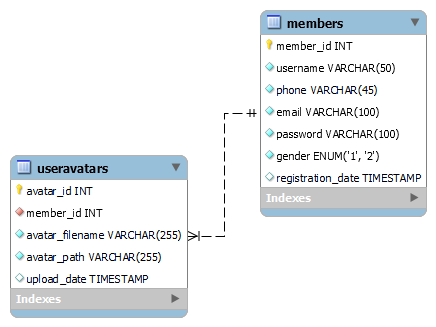 members
member_id INT
username VARCHAR(50)
phone VARCHAR(45)
email VARCHAR(100)
password VARCHAR(100)
gender ENUM('1', '2')
registration_date TIMESTAMP
Indexes
useravatars
avatar_id INT
member_id INT
avatar_filename VARCHAR(255)
avatar_path VARCHAR(255)
upload_date TIMESTAMP
Indexes